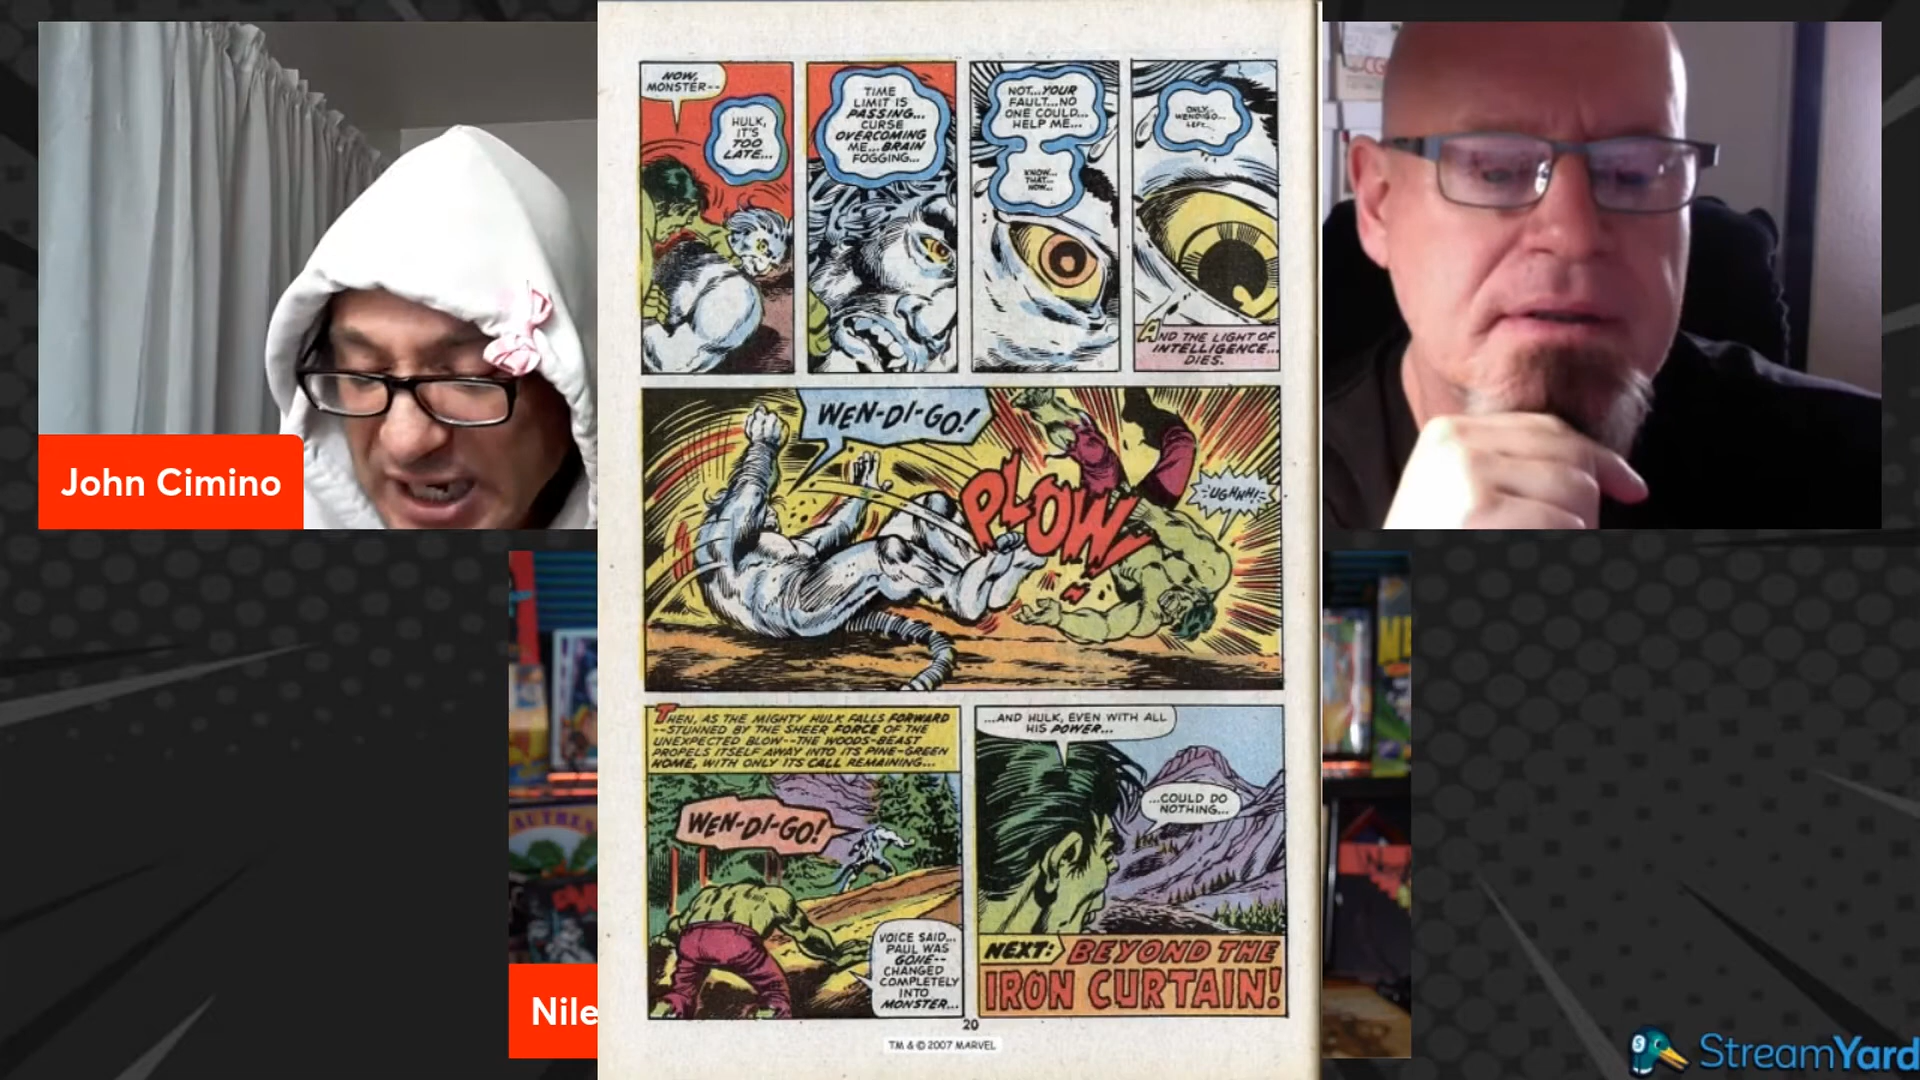 NOW,
MONSTER--
HULK,
IT'S
TOO
LATE...
TIME
LIMIT IS
PASSING...
CURSE
OVERCOMING
ME...BRAIN
FOGGING...
NOT...YOUR
FAULT...NO
ONE COULD...
HELP ME...
KNOW...
THAT...
NOW...
ONLY...
WENDIGO...
LEFT...
AND THE LIGHT OF
INTELLIGENCE...
DIES.
WEN-DI-GO!
PLOW
-UGHHH!-
THEN, AS THE MIGHTY HULK FALLS FORWARD
--STUNNED BY THE SHEER FORCE OF THE
UNEXPECTED BLOW--THE WOODS-BEAST
PROPELS ITSELF AWAY INTO ITS PINE-GREEN
HOME, WITH ONLY ITS CALL REMAINING...
WEN-DI-GO!
VOICE SAID...
PAUL WAS
GONE--
CHANGED
COMPLETELY
INTO
MONSTER...
...AND HULK, EVEN WITH ALL
HIS POWER...
...COULD DO
NOTHING...
NEXT: BEYOND THE
IRON CURTAIN!
20
TM & © 2007 MARVEL
John Cimino
Nile
AUTHEN
StreamYard